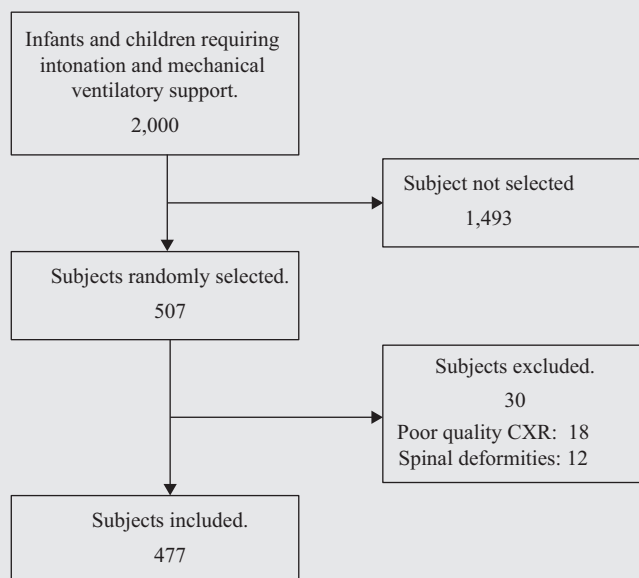 Infants and children requiring
intonation and mechanical
ventilatory support.
2,000
Subject not selected
1,493
Subjects randomly selected.
507
Subjects excluded.
30
Poor quality CXR: 18
Spinal deformities: 12
Subjects included.
477